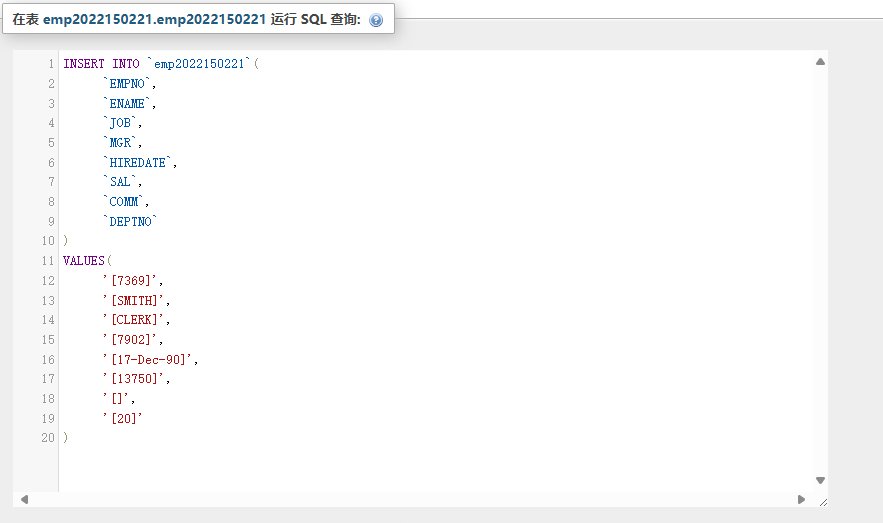 在表 emp2022150221.emp2022150221 运行 SQL 查询:
1 INSERT INTO `emp2022150221`(
2 `EMPNO`,
3 `ENAME`,
4 `JOB`,
5 `MGR`,
6 `HIREDATE`,
7 `SAL`,
8 `COMM`,
9 `DEPTNO`
10 )
11 VALUES(
12 '[7369]',
13 '[SMITH]',
14 '[CLERK]',
15 '[7902]',
16 '[17-Dec-90]',
17 '[13750]',
18 '[]',
19 '[20]'
20 )